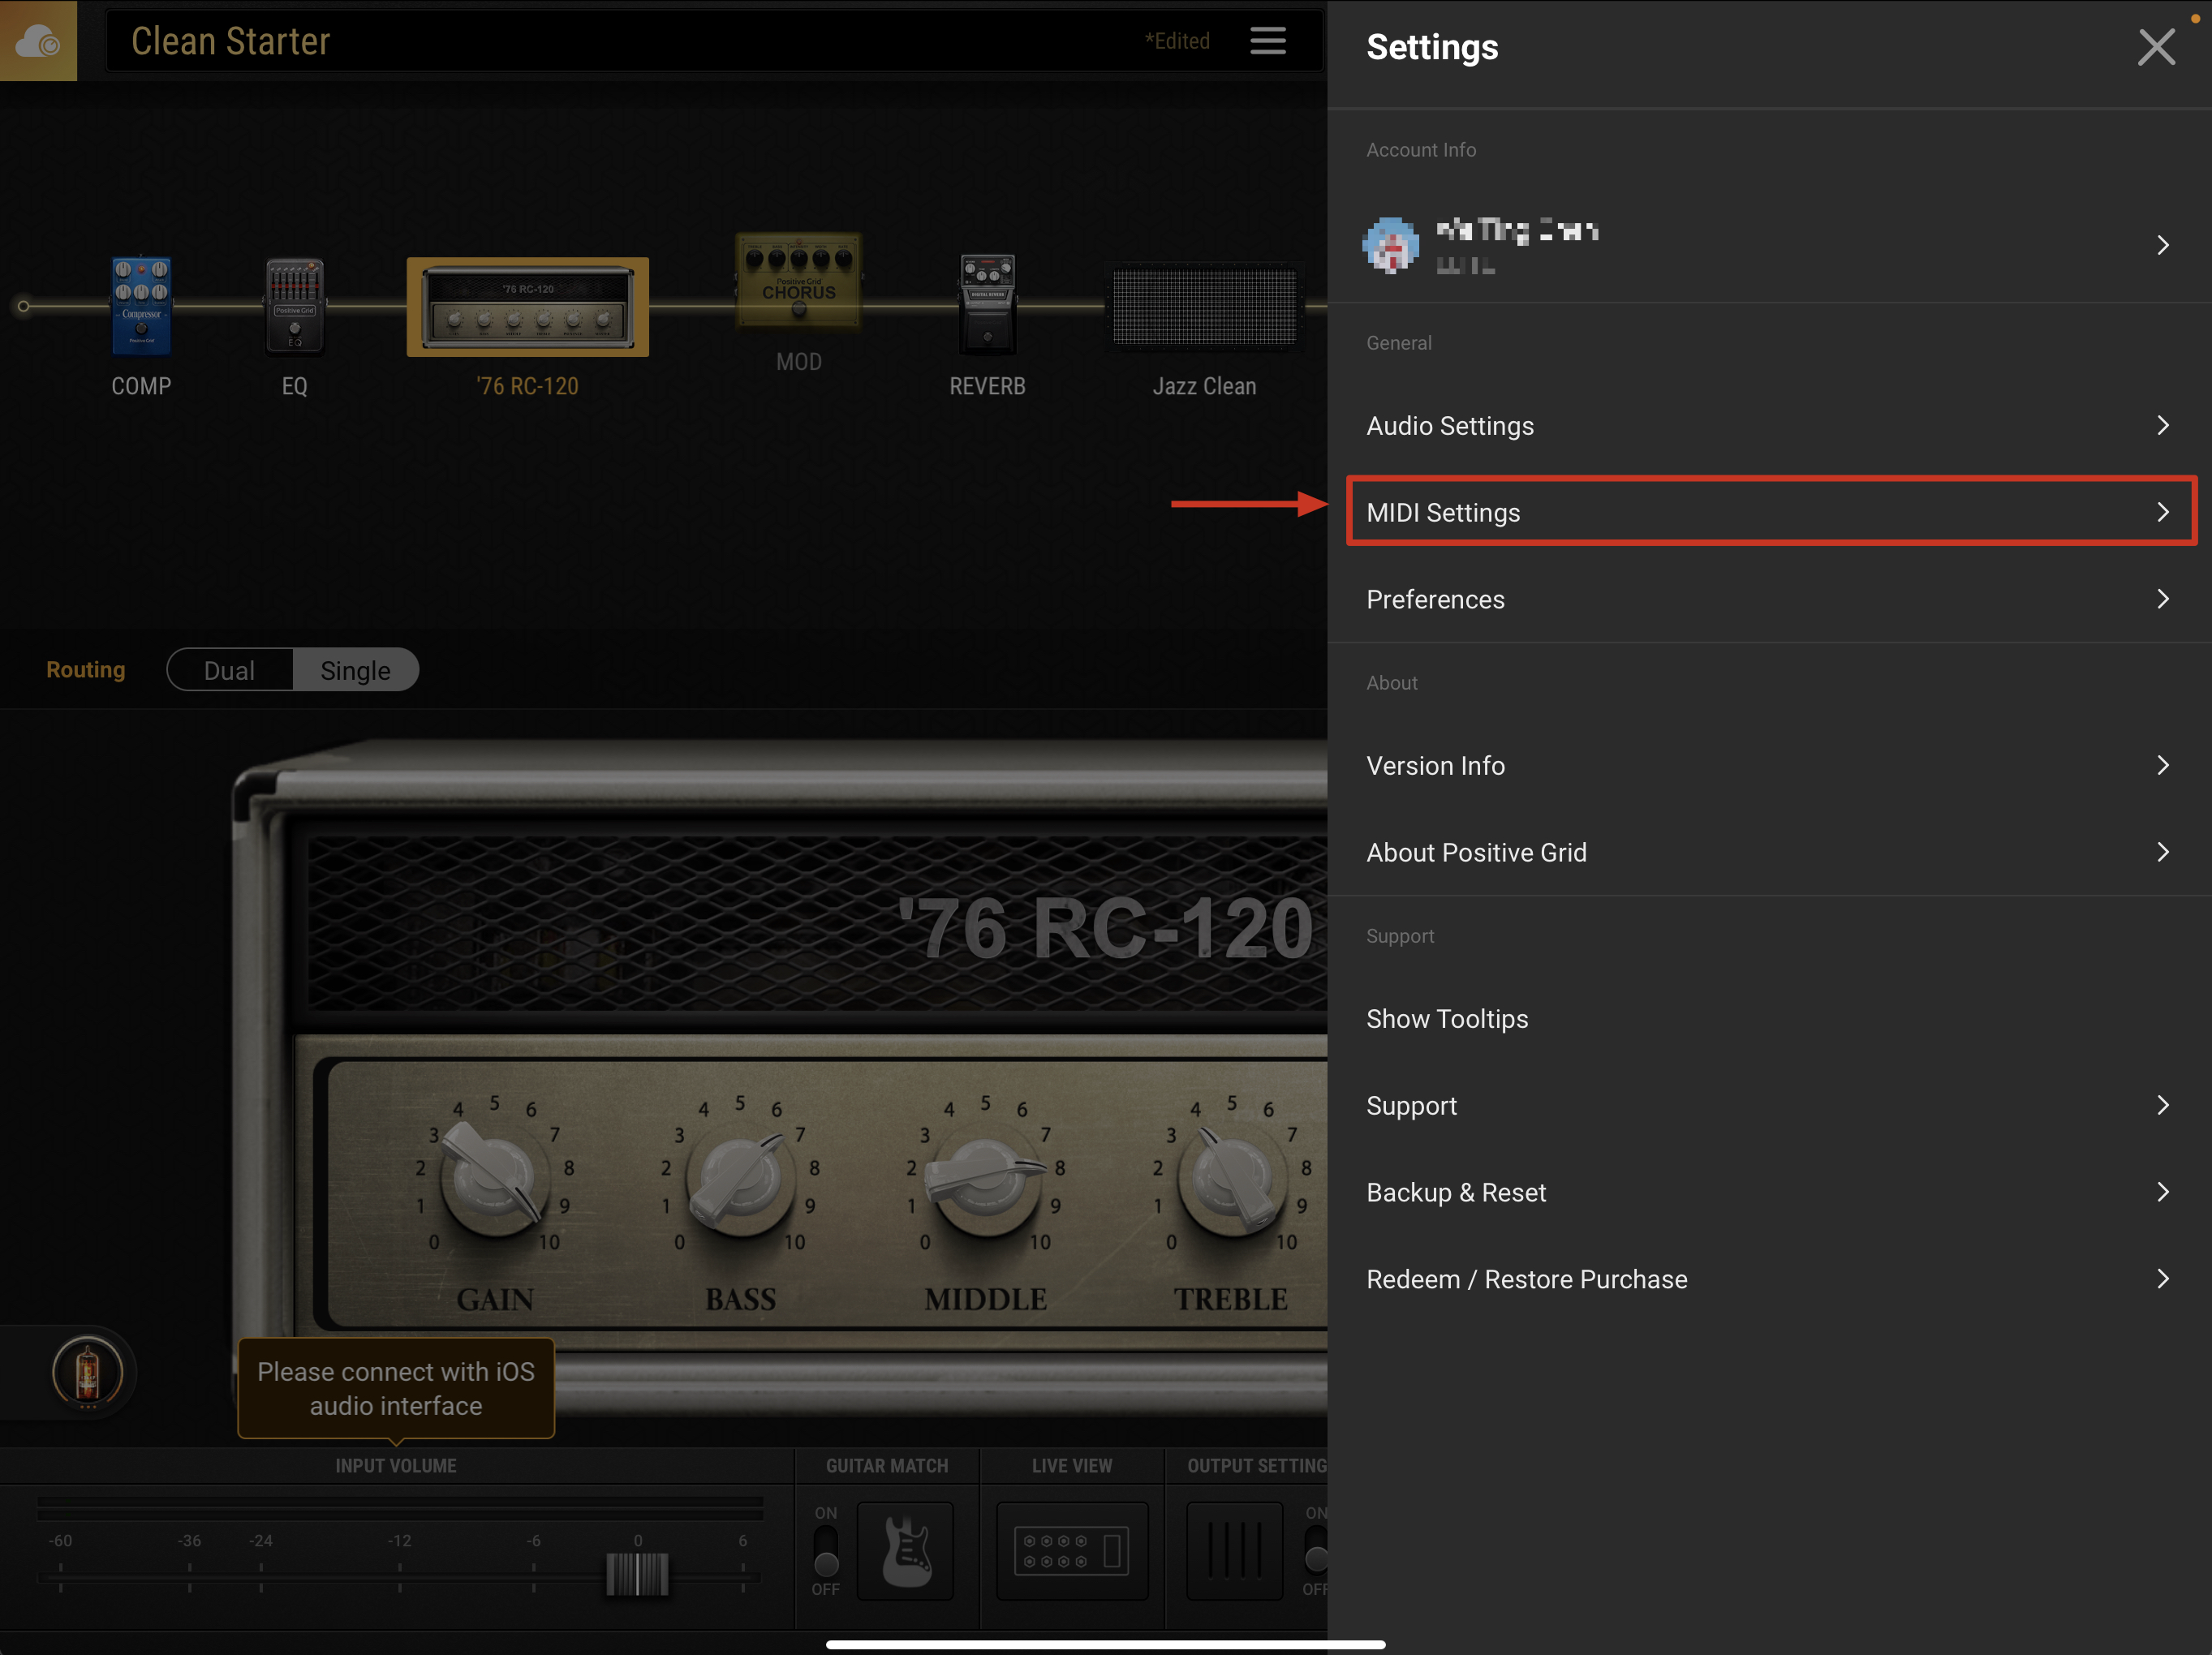 Clean Starter
*Edited
'76 RC-120
Positive Grid
CHORUS
Compressor
Positive Grid
Positive Grid
EQ
DIGITAL REVERB
COMP
EQ
'76 RC-120
MOD
REVERB
Jazz Clean
Routing
Dual
Single
'76 RC-120
0 1 2 3 4 5 6 7 8 9 10
GAIN
0 1 2 3 4 5 6 7 8 9 10
BASS
0 1 2 3 4 5 6 7 8 9 10
MIDDLE
0 1 2 3 4 5 6 7 8 9 10
TREBLE
Please connect with iOS
audio interface
INPUT VOLUME
-60 -36 -24 -12 -6 0 6
GUITAR MATCH
ON
OFF
LIVE VIEW
OUTPUT SETTING
ON
OFF
Settings
Account Info
General
Audio Settings
MIDI Settings
Preferences
About
Version Info
About Positive Grid
Support
Show Tooltips
Support
Backup & Reset
Redeem / Restore Purchase